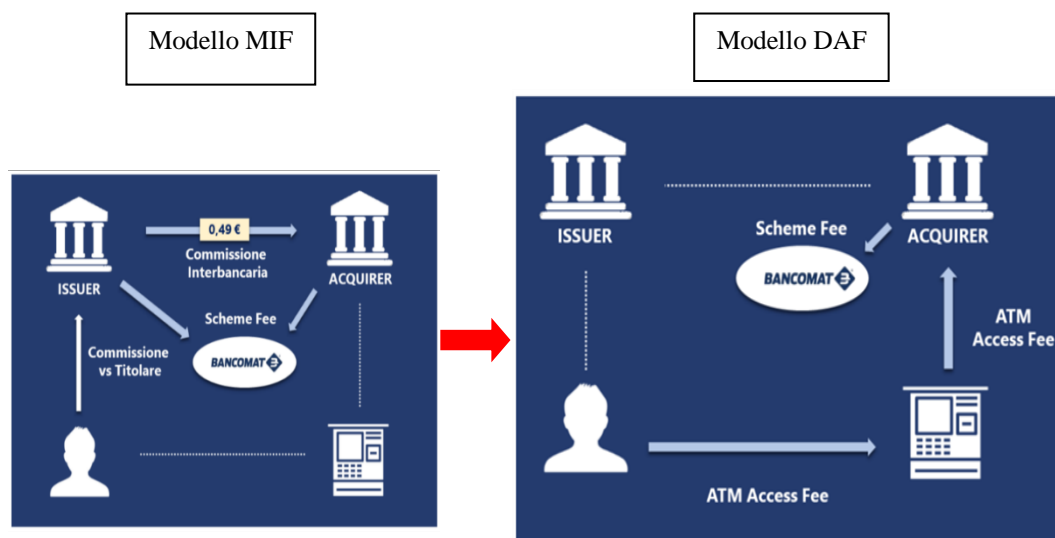 Modello MIF
Modello DAF
0,49 €
Commissione
Interbancaria
ISSUER
ACQUIRER
Scheme Fee
BANCOMAT
Commissione
vs Titolare
ISSUER
Scheme Fee
ACQUIRER
BANCOMAT
ATM
Access Fee
ATM Access Fee